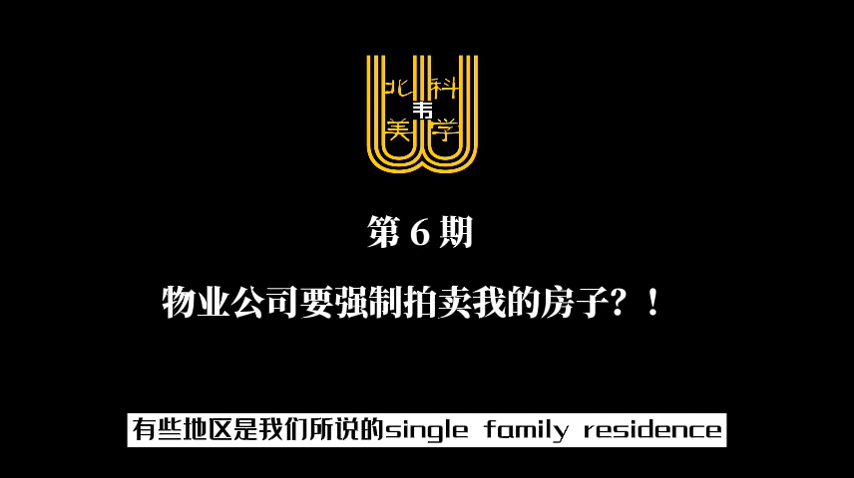 北科
韦
美学
第6期
物业公司要强制拍卖我的房子？！
有些地区是我们所说的single family residence